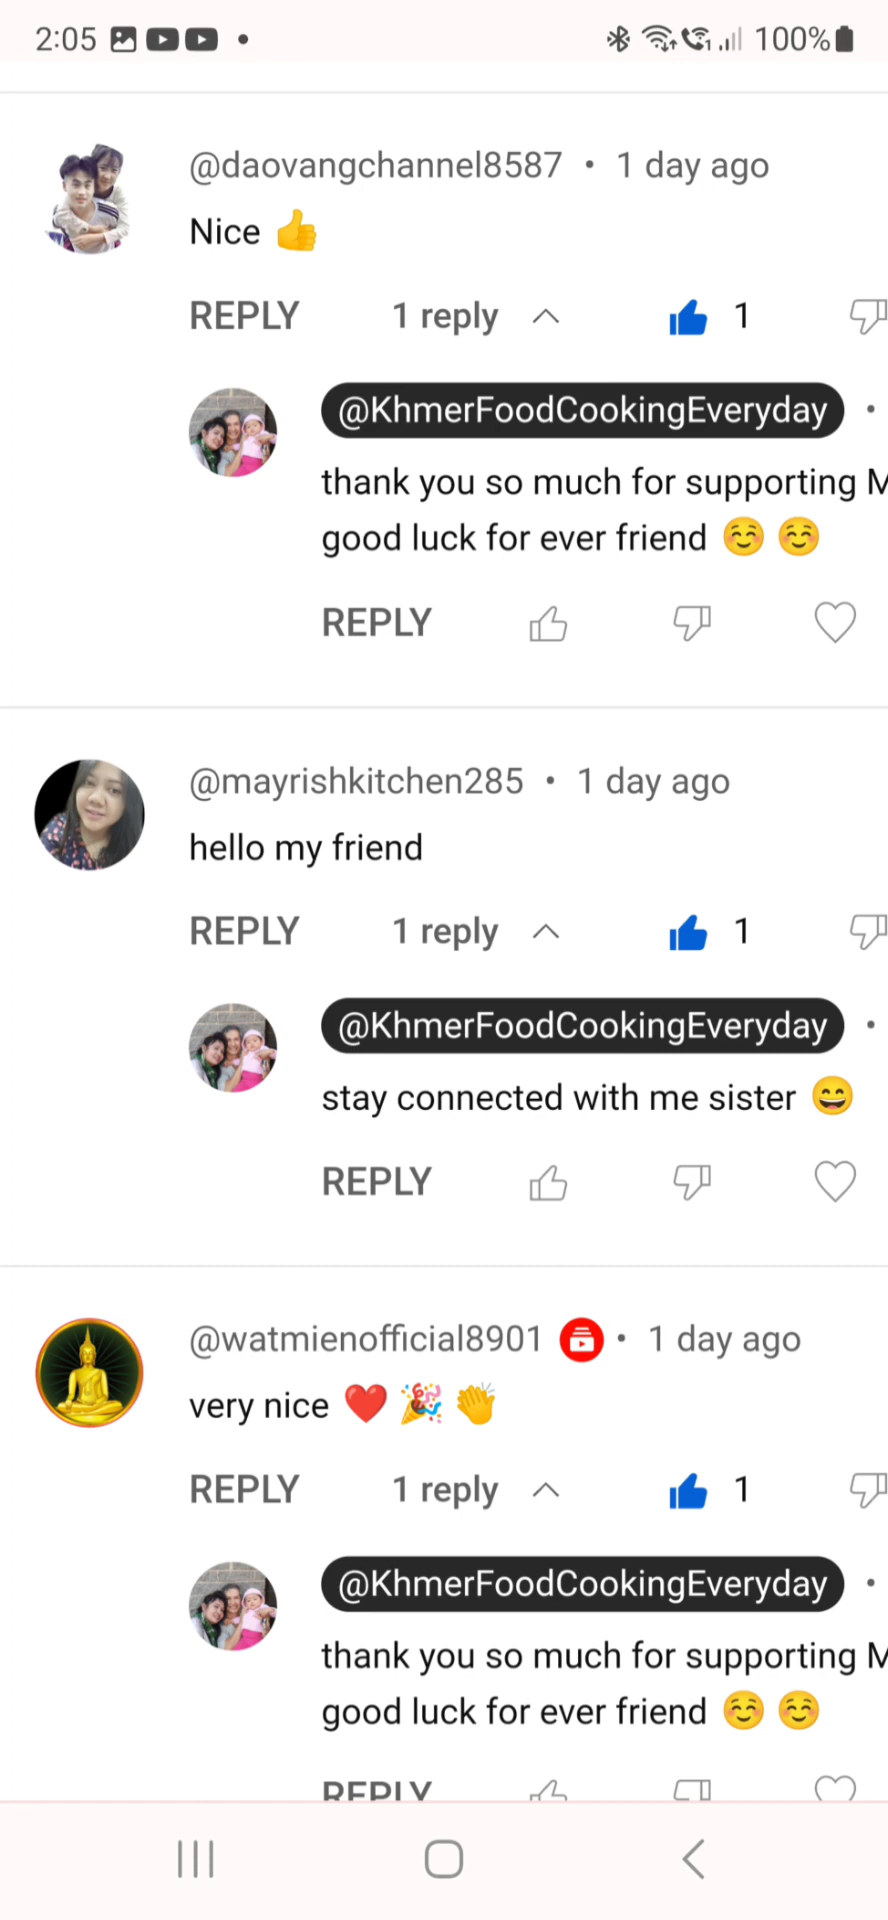 2:05 100%
@daovangchannel8587 • 1 day ago
Nice 👍
REPLY 1 reply 1
@KhmerFoodCookingEveryday •
thank you so much for supporting M
good luck for ever friend ☺️ ☺️
REPLY
@mayrishkitchen285 • 1 day ago
hello my friend
REPLY 1 reply 1
@KhmerFoodCookingEveryday •
stay connected with me sister 😄
REPLY
@watmienofficial8901 • 1 day ago
very nice ❤️ 🎉 👏
REPLY 1 reply 1
@KhmerFoodCookingEveryday •
thank you so much for supporting M
good luck for ever friend ☺️ ☺️
REPLY